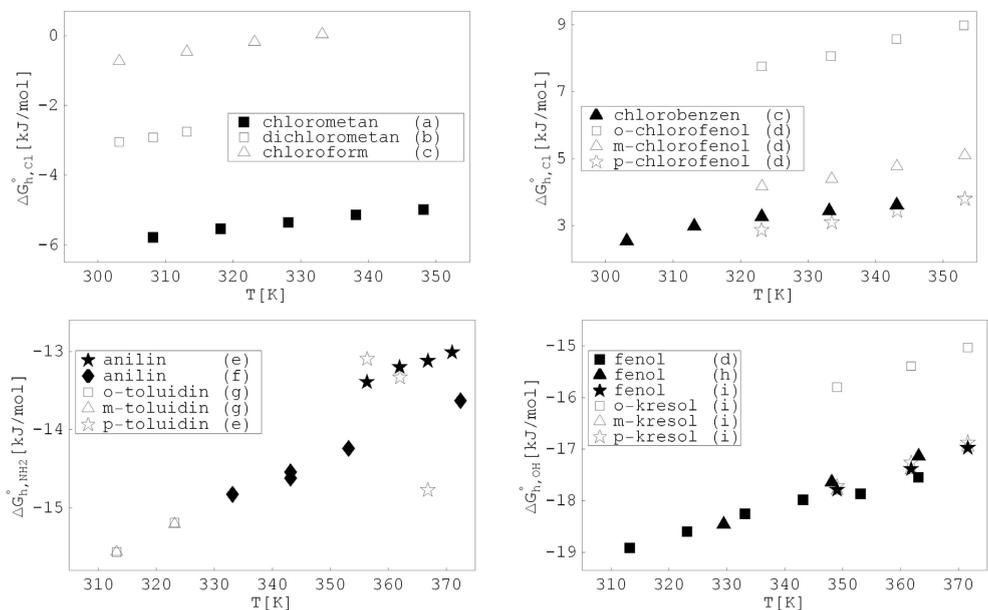 0
−2
−4
−6
ΔG°h,Cl[kJ/mol]
chlorometan (a)
dichlorometan (b)
chloroform (c)
300 310 320 330 340 350
T[K]
9
7
5
3
ΔG°h,Cl[kJ/mol]
chlorobenzen (c)
o-chlorofenol (d)
m-chlorofenol (d)
p-chlorofenol (d)
300 310 320 330 340 350
T[K]
−13
−14
−15
ΔG°h,NH2[kJ/mol]
anilin (e)
anilin (f)
o-toluidin (g)
m-toluidin (g)
p-toluidin (e)
310 320 330 340 350 360 370
T[K]
−15
−16
−17
−18
−19
ΔG°h,OH[kJ/mol]
fenol (d)
fenol (h)
fenol (i)
o-kresol (i)
m-kresol (i)
p-kresol (i)
310 320 330 340 350 360 370
T[K]